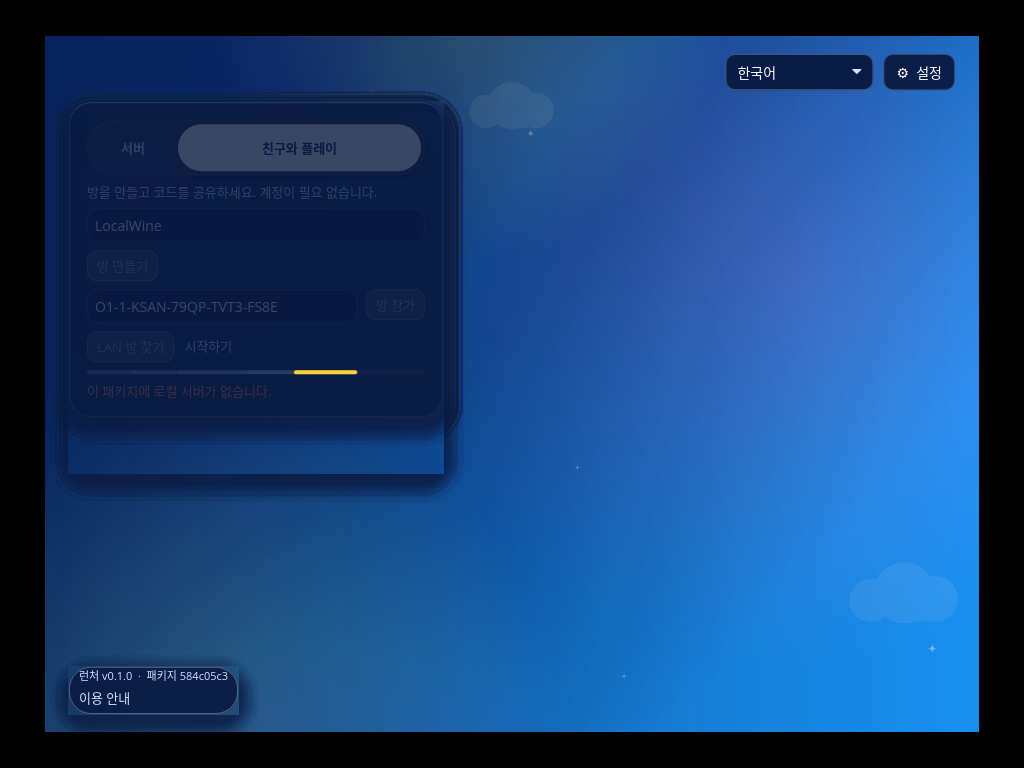 한국어
⚙ 설정
서버
친구와 플레이
방을 만들고 코드를 공유하세요. 계정이 필요 없습니다.
LocalWine
방 만들기
O1-1-KSAN-79QP-TVT3-FS8E
방 참가
LAN 방 찾기
시작하기
이 패키지에 로컬 서버가 없습니다.
런처 v0.1.0 · 패키지 584c05c3
이용 안내